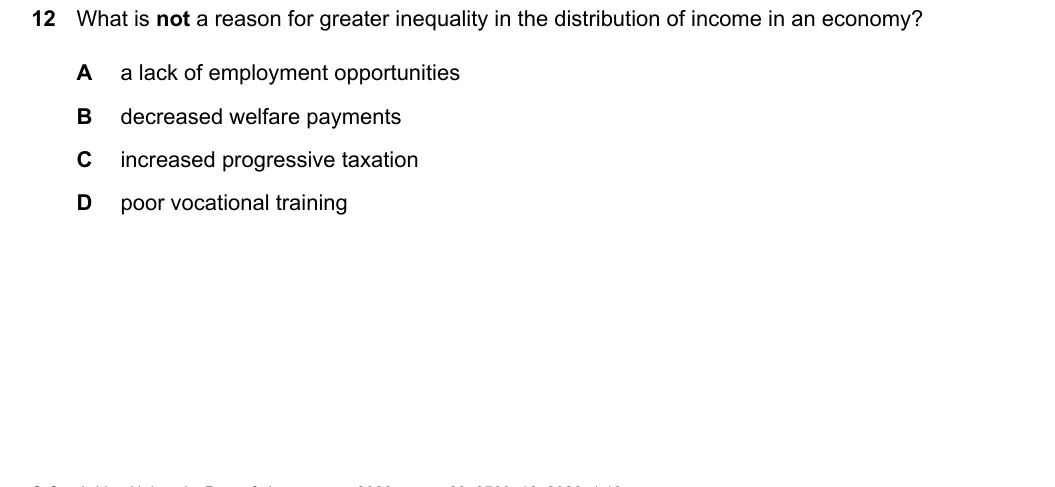 12 What is not a reason for greater inequality in the distribution of income in an economy?
A a lack of employment opportunities
B decreased welfare payments
C increased progressive taxation
D poor vocational training